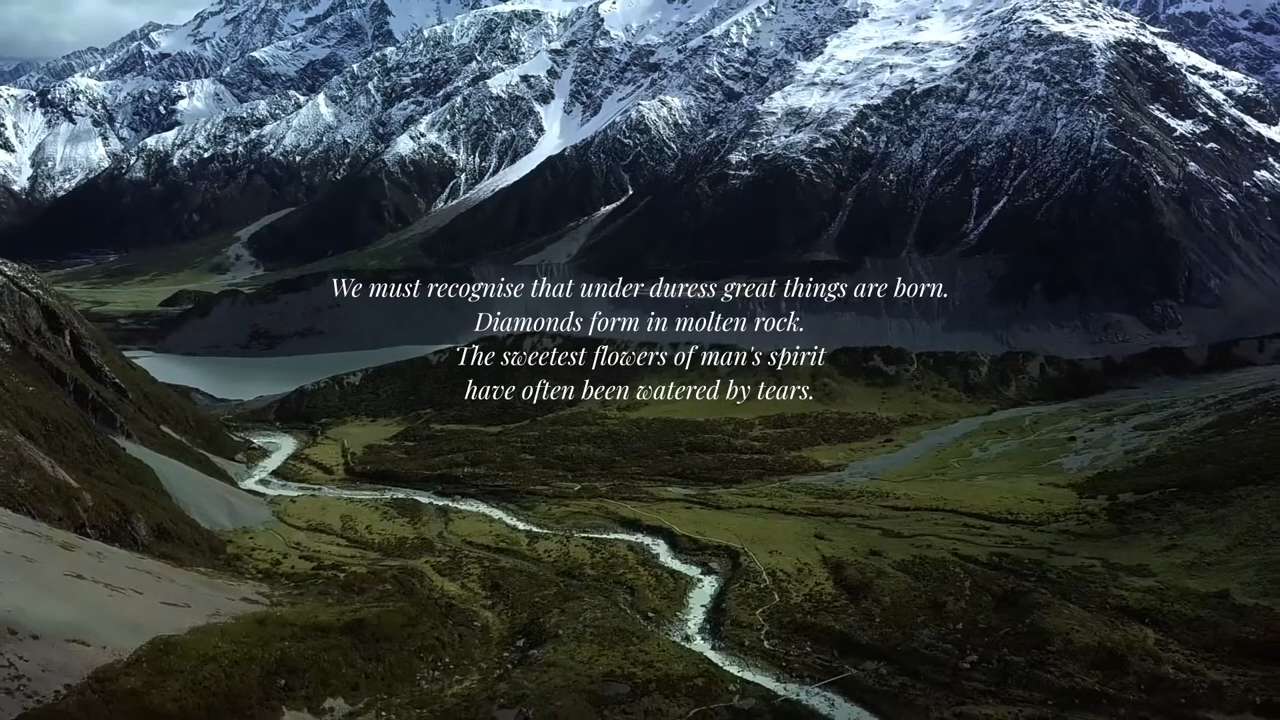 We must recognise that under duress great things are born.
Diamonds form in molten rock.
The sweetest flowers of man's spirit
have often been watered by tears.